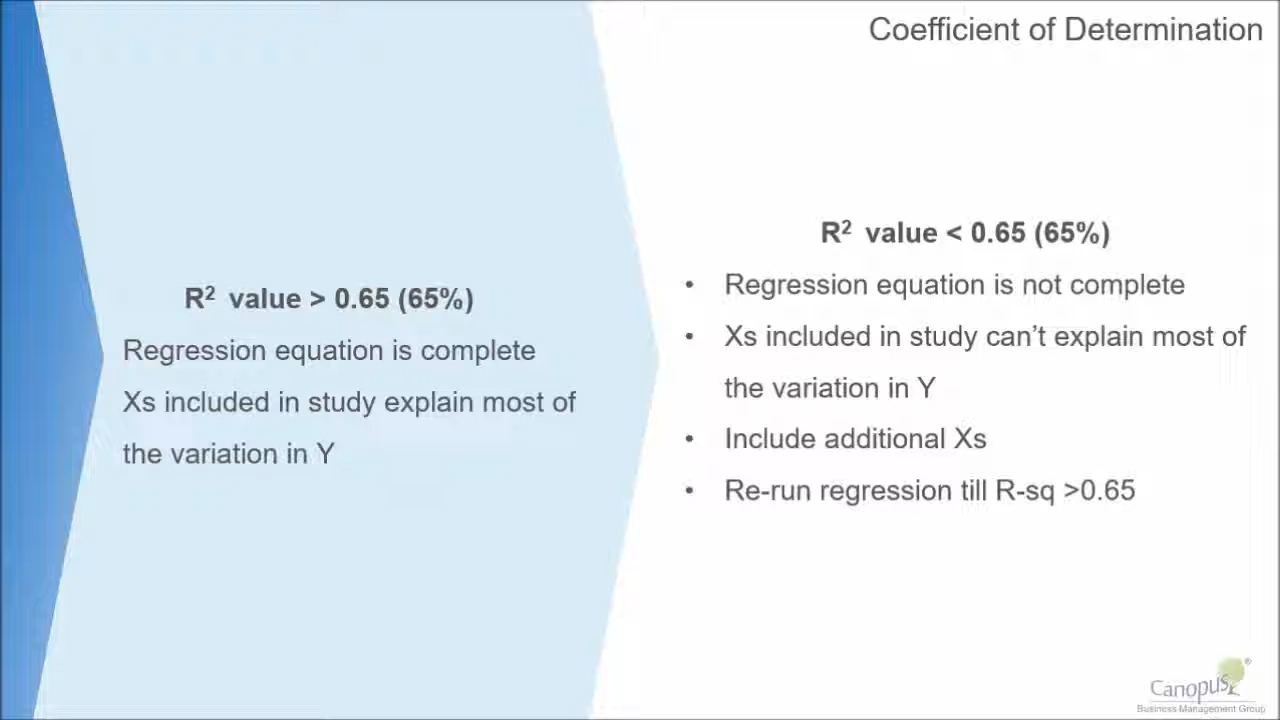 Coefficient of Determination
R² value > 0.65 (65%)
Regression equation is complete
Xs included in study explain most of
the variation in Y
R² value < 0.65 (65%)
• Regression equation is not complete
• Xs included in study can’t explain most of
the variation in Y
• Include additional Xs
• Re-run regression till R-sq >0.65
Canopus®
Business Management Group